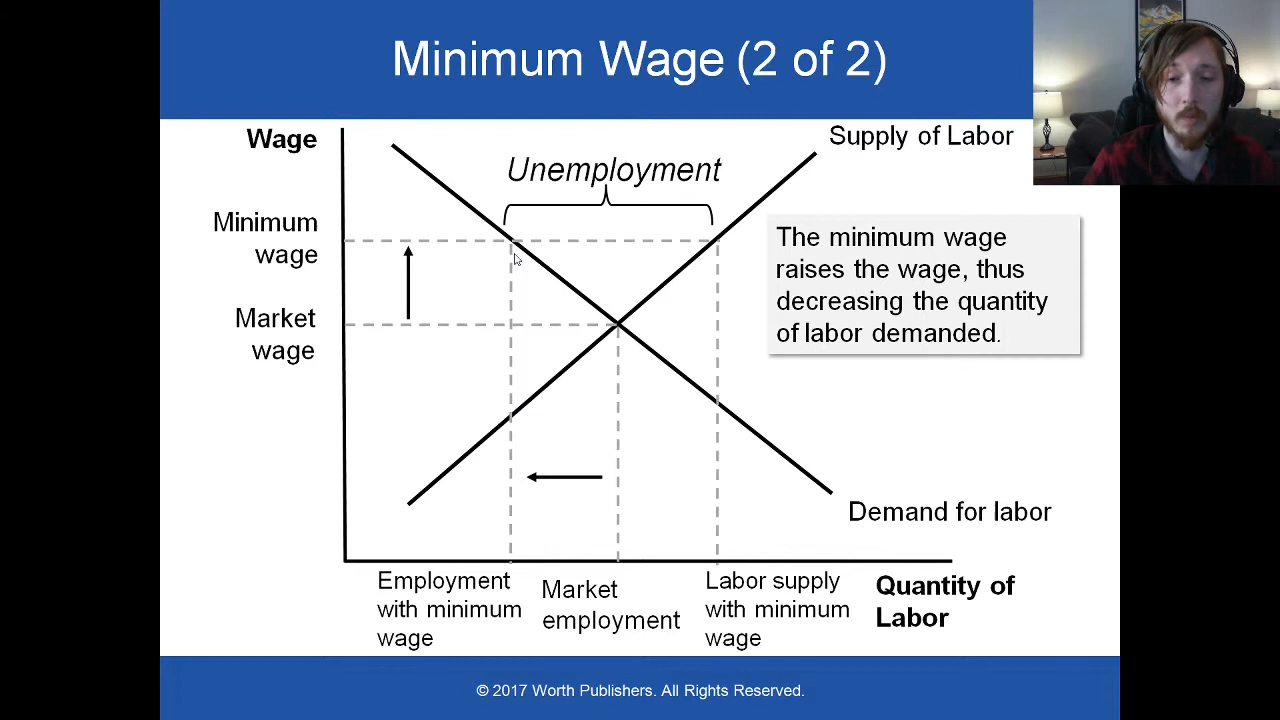 Minimum Wage (2 of 2)
Wage
Supply of Labor
Unemployment
Minimum
wage
The minimum wage
raises the wage, thus
decreasing the quantity
of labor demanded.
Market
wage
Demand for labor
Employment
with minimum
wage
Market
employment
Labor supply
with minimum
wage
Quantity of
Labor
© 2017 Worth Publishers. All Rights Reserved.